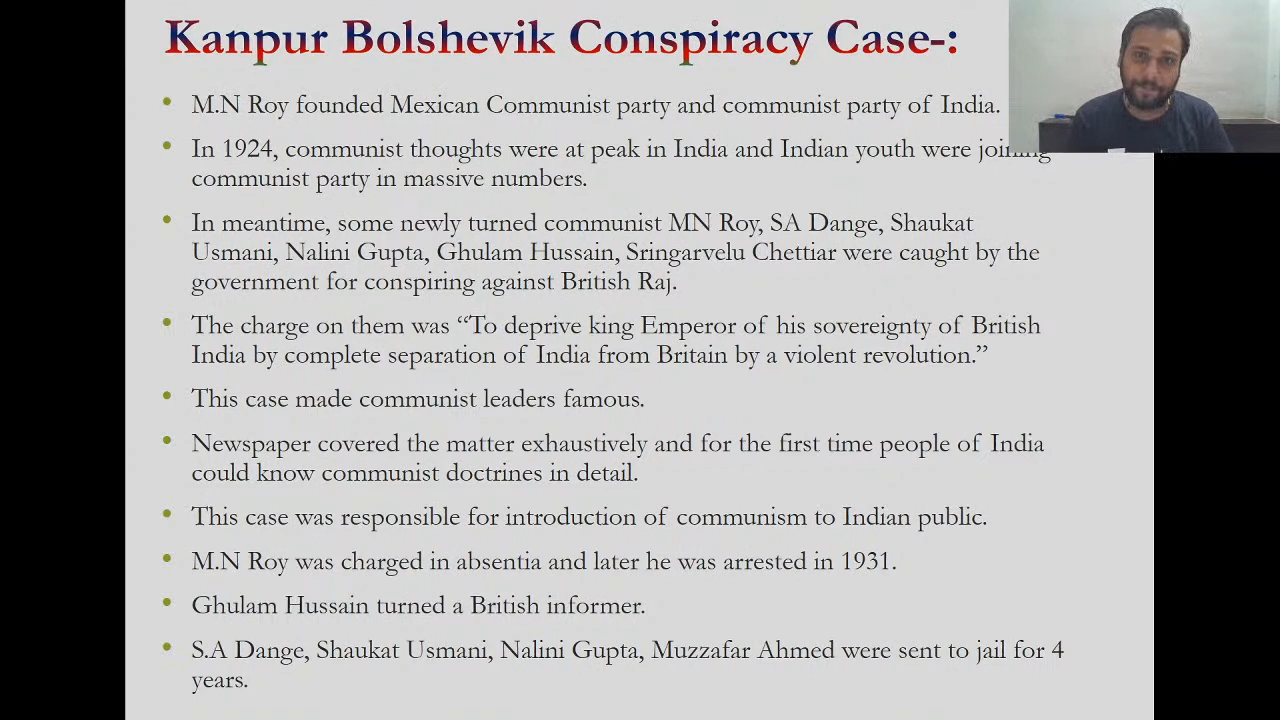 Kanpur Bolshevik Conspiracy Case-:
• M.N Roy founded Mexican Communist party and communist party of India.
• In 1924, communist thoughts were at peak in India and Indian youth were joining
communist party in massive numbers.
• In meantime, some newly turned communist MN Roy, SA Dange, Shaukat
Usmani, Nalini Gupta, Ghulam Hussain, Sringarvelu Chettiar were caught by the
government for conspiring against British Raj.
• The charge on them was “To deprive king Emperor of his sovereignty of British
India by complete separation of India from Britain by a violent revolution.”
• This case made communist leaders famous.
• Newspaper covered the matter exhaustively and for the first time people of India
could know communist doctrines in detail.
• This case was responsible for introduction of communism to Indian public.
• M.N Roy was charged in absentia and later he was arrested in 1931.
• Ghulam Hussain turned a British informer.
• S.A Dange, Shaukat Usmani, Nalini Gupta, Muzzafar Ahmed were sent to jail for 4
years.